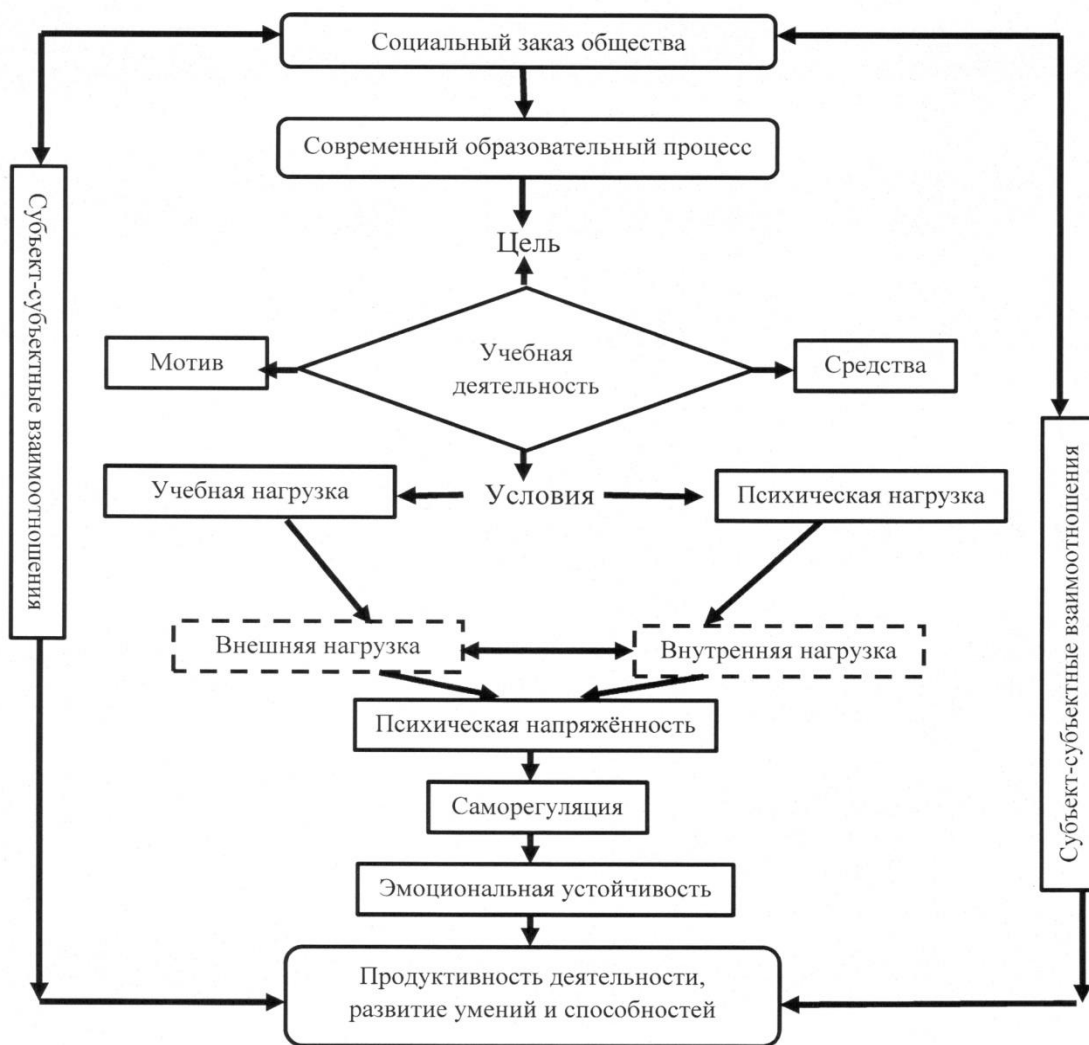 Социальный заказ общества
Современный образовательный процесс
Цель
Субъект-субъектные взаимоотношения
Мотив
Учебная
деятельность
Средства
Учебная нагрузка
Условия
Психическая нагрузка
Субъект-субъектные взаимоотношения
Внешняя нагрузка
Внутренняя нагрузка
Психическая напряжённость
Саморегуляция
Эмоциональная устойчивость
Продуктивность деятельности,
развитие умений и способностей